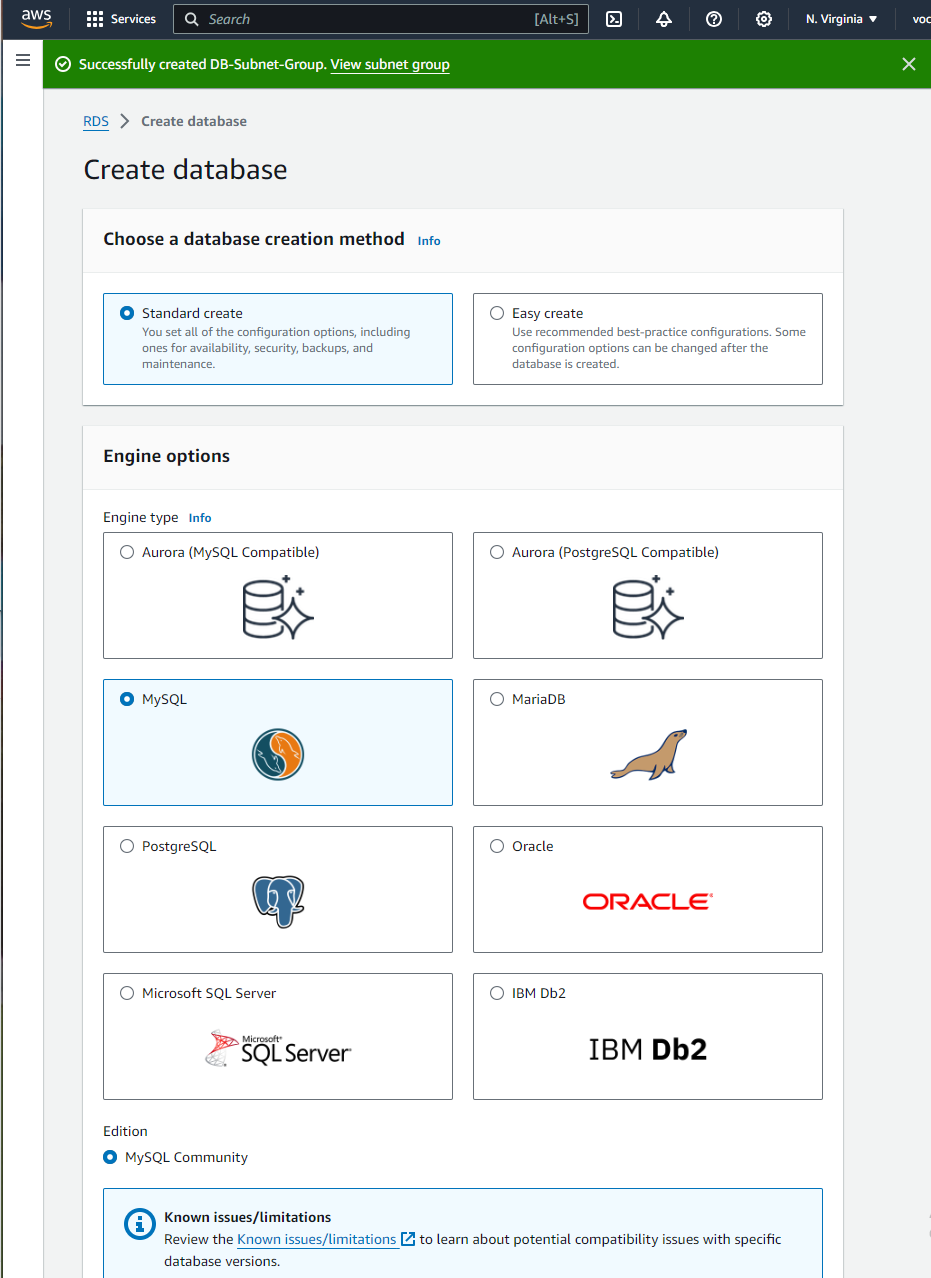 aws
Services
Search
[Alt+S]
N. Virginia
voc
Successfully created DB-Subnet-Group. View subnet group
RDS
Create database
Create database
Choose a database creation method Info
Standard create
You set all of the configuration options, including
ones for availability, security, backups, and
maintenance.
Easy create
Use recommended best-practice configurations. Some
configuration options can be changed after the
database is created.
Engine options
Engine type Info
Aurora (MySQL Compatible)
Aurora (PostgreSQL Compatible)
MySQL
MariaDB
PostgreSQL
Oracle
ORACLE
Microsoft SQL Server
Microsoft®
SQL Server
IBM Db2
IBM Db2
Edition
MySQL Community
Known issues/limitations
Review the Known issues/limitations to learn about potential compatibility issues with specific
database versions.